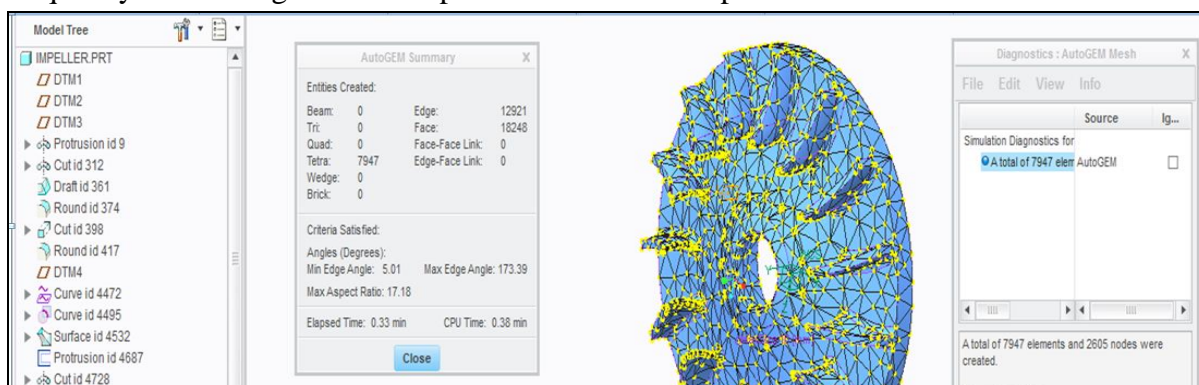 Model Tree
IMPELLER.PRT
DTM1
DTM2
DTM3
Protrusion id 9
Cut id 312
Draft id 361
Round id 374
Cut id 398
Round id 417
DTM4
Curve id 4472
Curve id 4495
Surface id 4532
Protrusion id 4687
Cut id 4728
AutoGEM Summary X
Entities Created:
Beam: 0 Edge: 12921
Tri: 0 Face: 18248
Quad: 0 Face-Face Link: 0
Tetra: 7947 Edge-Face Link: 0
Wedge: 0
Brick: 0
Criteria Satisfied:
Angles (Degrees):
Min Edge Angle: 5.01 Max Edge Angle: 173.39
Max Aspect Ratio: 17.18
Elapsed Time: 0.33 min CPU Time: 0.38 min
Close
Y
Diagnostics : AutoGEM Mesh X
File Edit View Info
Source Ig...
Simulation Diagnostics for
A total of 7947 elem AutoGEM
A total of 7947 elements and 2605 nodes were
created.